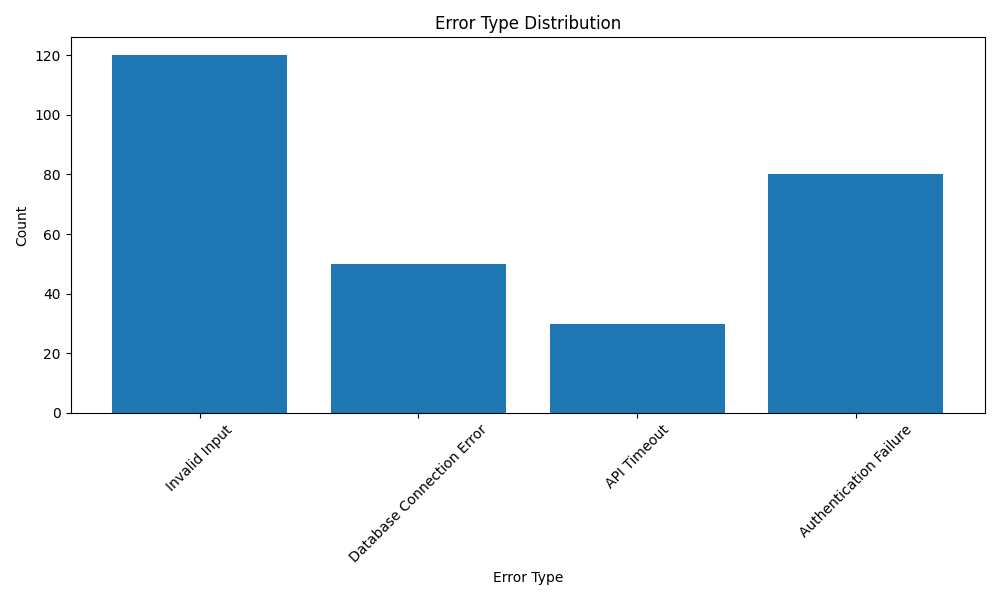 Error Type Distribution
120
100
80
60
40
20
0
Count
Invalid Input
Database Connection Error
API Timeout
Authentication Failure
Error Type